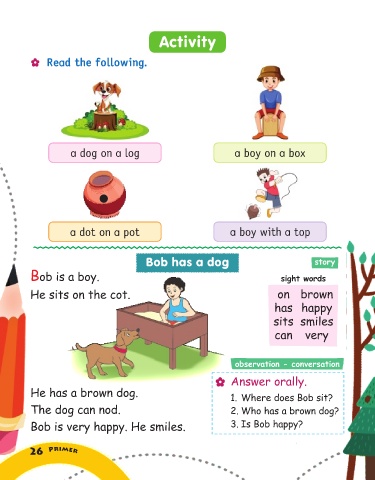 Activity
Read the following.
a dog on a log
a boy on a box
a dot on a pot
a boy with a top
Bob has a dog
story
Bob is a boy.
He sits on the cot.
sight words
on brown
has happy
sits smiles
can very
observation - conversation
Answer orally.
1. Where does Bob sit?
2. Who has a brown dog?
3. Is Bob happy?
He has a brown dog.
The dog can nod.
Bob is very happy. He smiles.
26 PRIMER